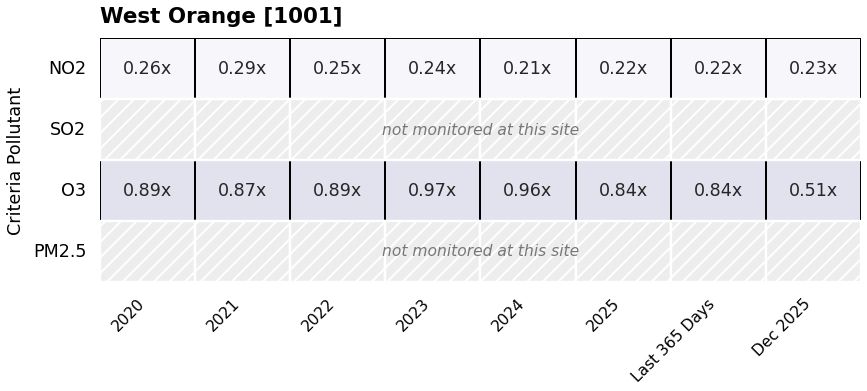 West Orange [1001]
Criteria Pollutant
NO2 0.26x 0.29x 0.25x 0.24x 0.21x 0.22x 0.22x 0.23x
SO2 not monitored at this site
O3 0.89x 0.87x 0.89x 0.97x 0.96x 0.84x 0.84x 0.51x
PM2.5 not monitored at this site
2020 2021 2022 2023 2024 2025 Last 365 Days Dec 2025